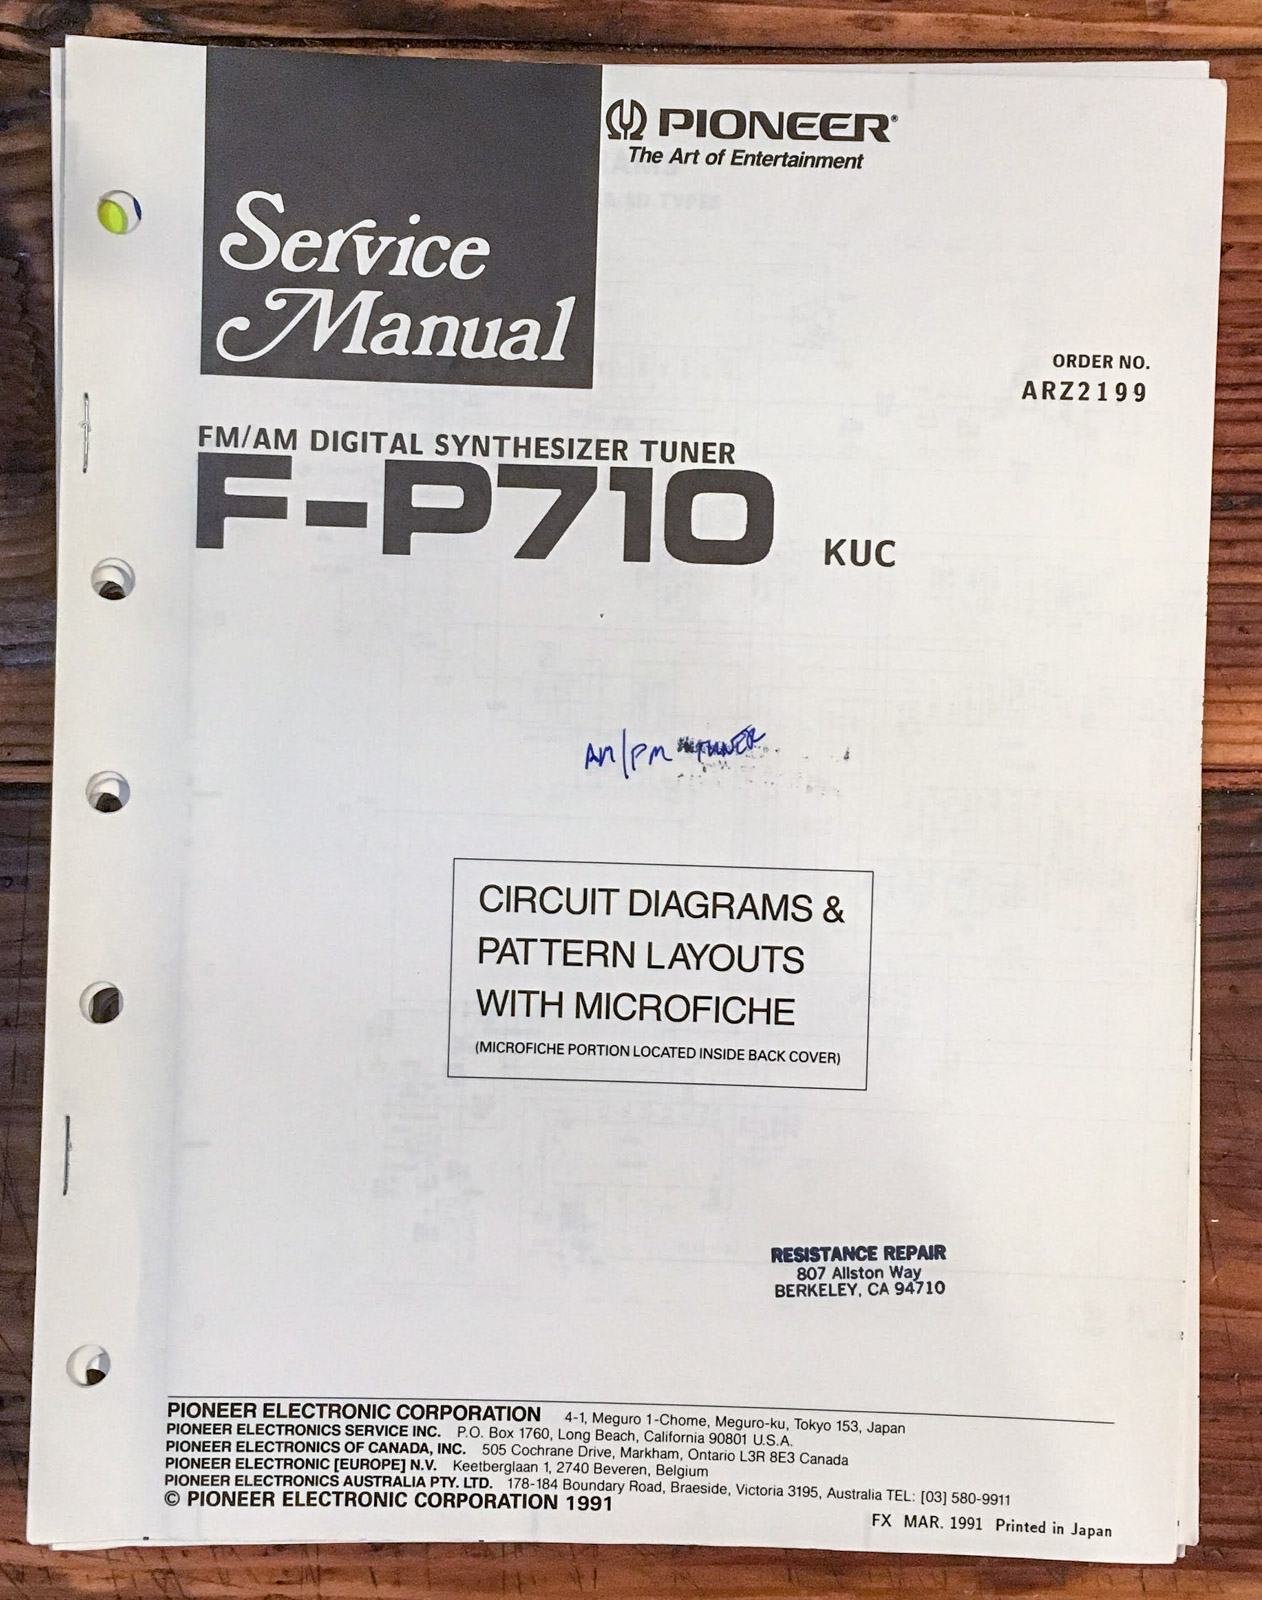 PIONEER®
The Art of Entertainment
Service
Manual
ORDER NO.
ARZ2199
FM/AM DIGITAL SYNTHESIZER TUNER
F-P710 KUC
AM/FM TUNER
CIRCUIT DIAGRAMS &
PATTERN LAYOUTS
WITH MICROFICHE
(MICROFICHE PORTION LOCATED INSIDE BACK COVER)
RESISTANCE REPAIR
807 Allston Way
BERKELEY, CA 94710
PIONEER ELECTRONIC CORPORATION 4-1, Meguro 1-Chome, Meguro-ku, Tokyo 153, Japan
PIONEER ELECTRONICS SERVICE INC. P.O. Box 1760, Long Beach, California 90801 U.S.A.
PIONEER ELECTRONICS OF CANADA, INC. 505 Cochrane Drive, Markham, Ontario L3R 8E3 Canada
PIONEER ELECTRONIC [EUROPE] N.V. Keetberglaan 1, 2740 Beveren, Belgium
PIONEER ELECTRONICS AUSTRALIA PTY. LTD. 178-184 Boundary Road, Braeside, Victoria 3195, Australia TEL: [03] 580-9911
© PIONEER ELECTRONIC CORPORATION 1991
FX MAR. 1991 Printed in Japan